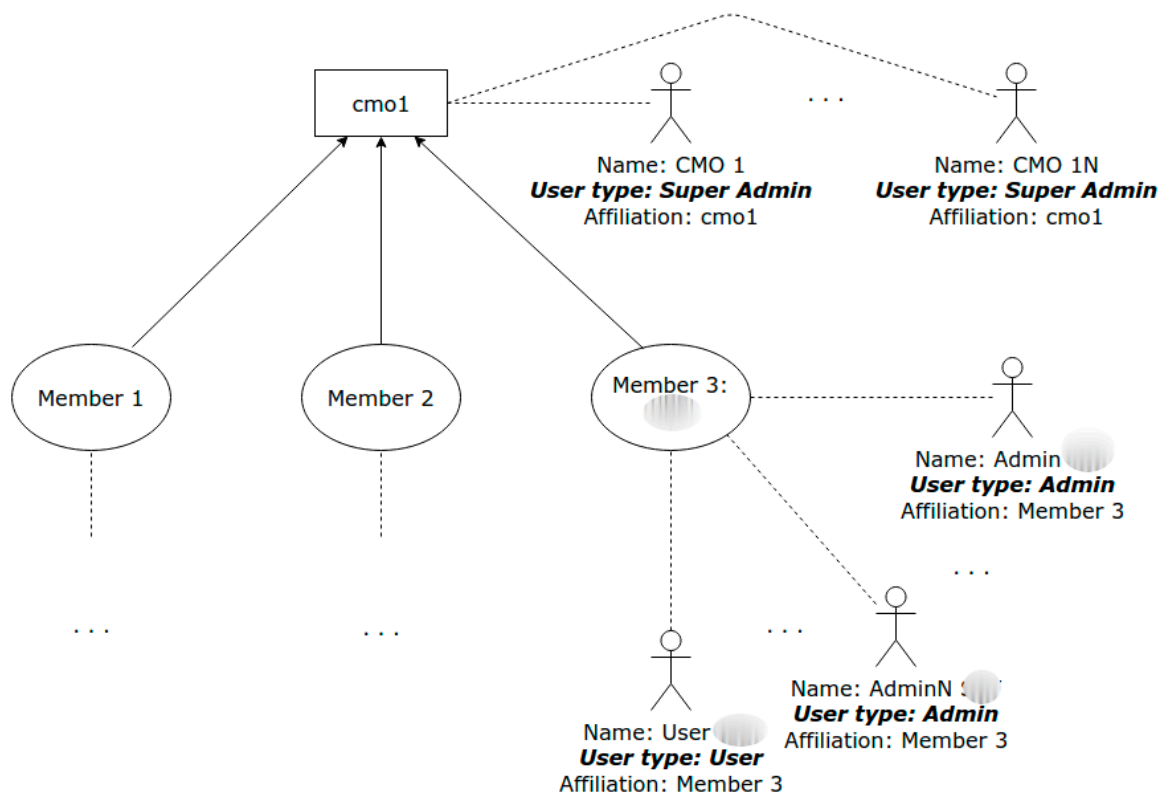 cmo1
. . .
Name: CMO 1
User type: Super Admin
Affiliation: cmo1
Name: CMO 1N
User type: Super Admin
Affiliation: cmo1
Member 1
Member 2
Member 3:
Name: Admin
User type: Admin
Affiliation: Member 3
. . .
. . .
. . .
. . .
Name: AdminN
User type: Admin
Affiliation: Member 3
Name: User
User type: User
Affiliation: Member 3